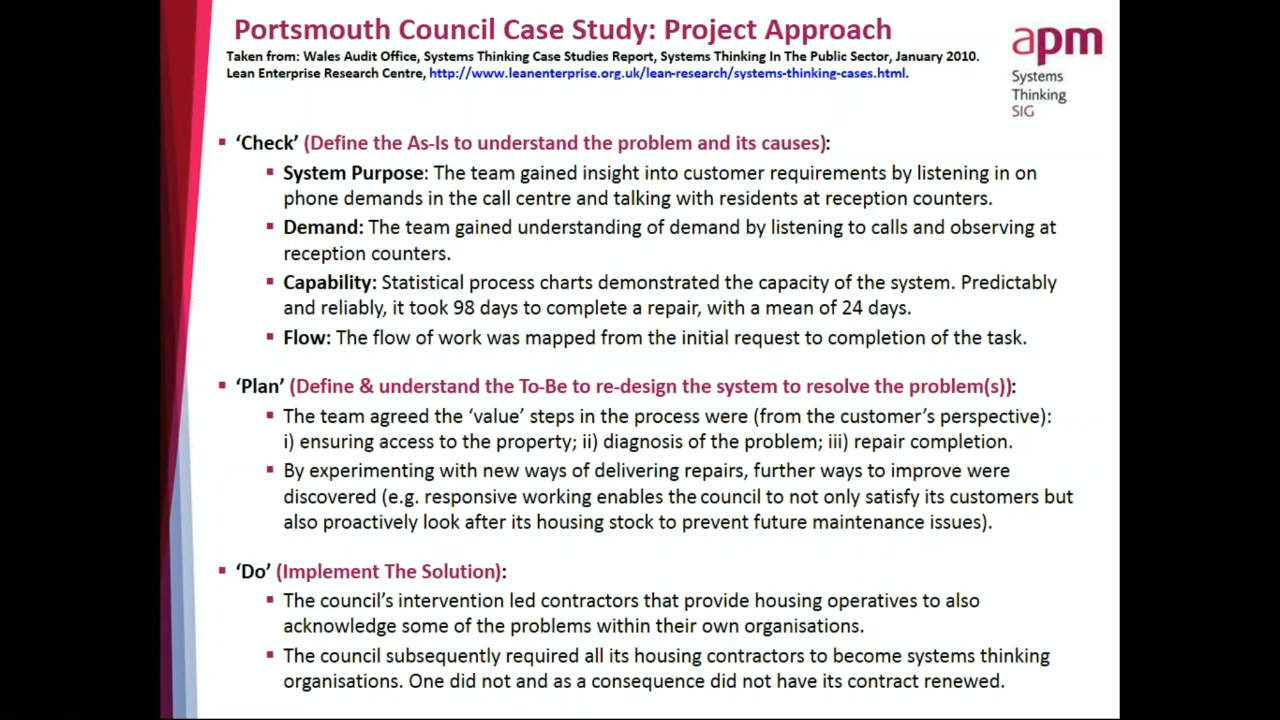 Portsmouth Council Case Study: Project Approach
Taken from: Wales Audit Office, Systems Thinking Case Studies Report, Systems Thinking In The Public Sector, January 2010.
Lean Enterprise Research Centre, http://www.leanenterprise.org.uk/lean-research/systems-thinking-cases.html.
apm
Systems
Thinking
SIG
▪ ‘Check’ (Define the As-Is to understand the problem and its causes):
▪ System Purpose: The team gained insight into customer requirements by listening in on
phone demands in the call centre and talking with residents at reception counters.
▪ Demand: The team gained understanding of demand by listening to calls and observing at
reception counters.
▪ Capability: Statistical process charts demonstrated the capacity of the system. Predictably
and reliably, it took 98 days to complete a repair, with a mean of 24 days.
▪ Flow: The flow of work was mapped from the initial request to completion of the task.
▪ ‘Plan’ (Define & understand the To-Be to re-design the system to resolve the problem(s)):
▪ The team agreed the ‘value’ steps in the process were (from the customer’s perspective):
i) ensuring access to the property; ii) diagnosis of the problem; iii) repair completion.
▪ By experimenting with new ways of delivering repairs, further ways to improve were
discovered (e.g. responsive working enables the council to not only satisfy its customers but
also proactively look after its housing stock to prevent future maintenance issues).
▪ ‘Do’ (Implement The Solution):
▪ The council’s intervention led contractors that provide housing operatives to also
acknowledge some of the problems within their own organisations.
▪ The council subsequently required all its housing contractors to become systems thinking
organisations. One did not and as a consequence did not have its contract renewed.